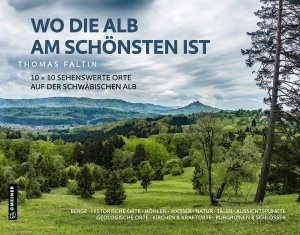 WO DIE ALB
AM SCHÖNSTEN IST
THOMAS FALTIN
10 × 10 SEHENSWERTE ORTE
AUF DER SCHWÄBISCHEN ALB
BERGE · HISTORISCHE ORTE · HÖHLEN · WASSER · NATUR · TÄLER · AUSSICHTSPUNKTE
GEOLOGISCHE ORTE · KIRCHEN & KRAFTORTE · BURGRUINEN & SCHLÖSSER
GMEINER